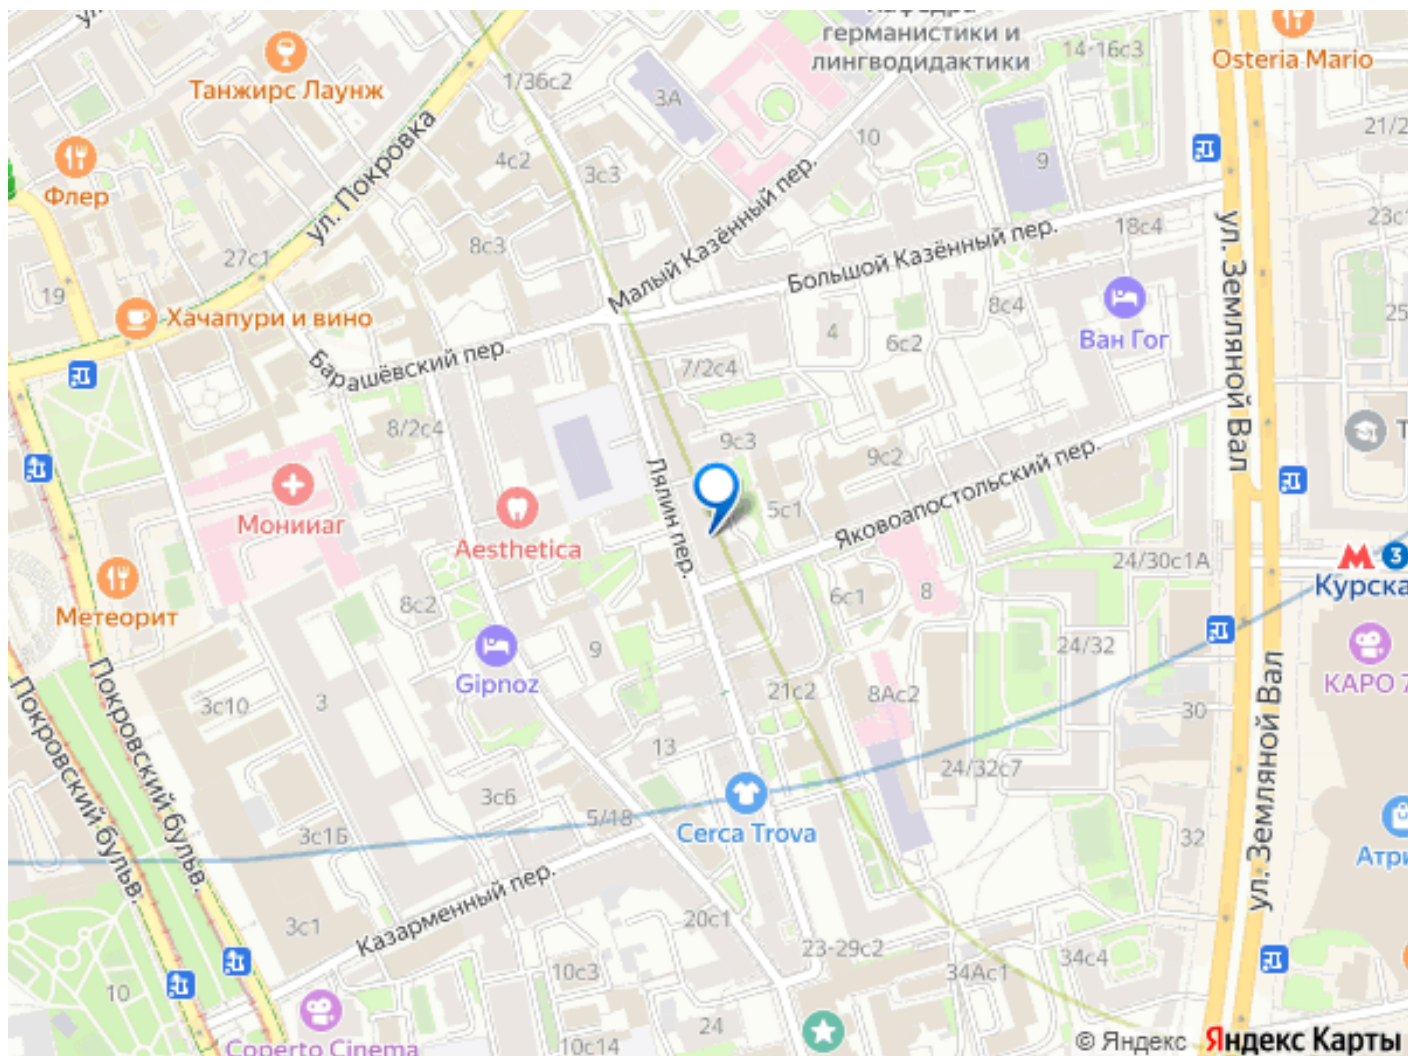 германистики и
лингводидактики
14-16с3
Osteria Mario
Танжирс Лаунж
1/36с2
3А
21/2
10
4с2
3с3
9
Флер
ул. Покровка
Малый Казённый пер.
Большой Казённый пер.
18с4
23с1
27с1
8с3
19
Хачапури и вино
8с4
Ван Гог
25
4
6с2
Барашёвский пер.
7/2с4
ул. Земляной Вал
8/2с4
9с3
9с2
Т
Мониинаг
Лялин пер.
5с1
Яковоапостольский пер.
Aesthetica
24/30с1А
3
Курска
Метеорит
8с2
6с1
8
9
24/32
Gipnoz
КАРО 7
Покровский бульв.
Покровский бульв.
3с10
3
21с2
8Ас2
30
ул. Земляной Вал
13
24/32с7
3с6
5/18
3с1Б
Cerca Trova
32
Атри
Казарменный пер.
3с1
20с1
23-29с2
34Ас1
34с4
10
10с3
24
10с14
Coperto Cinema
© Яндекс Яндекс Карты